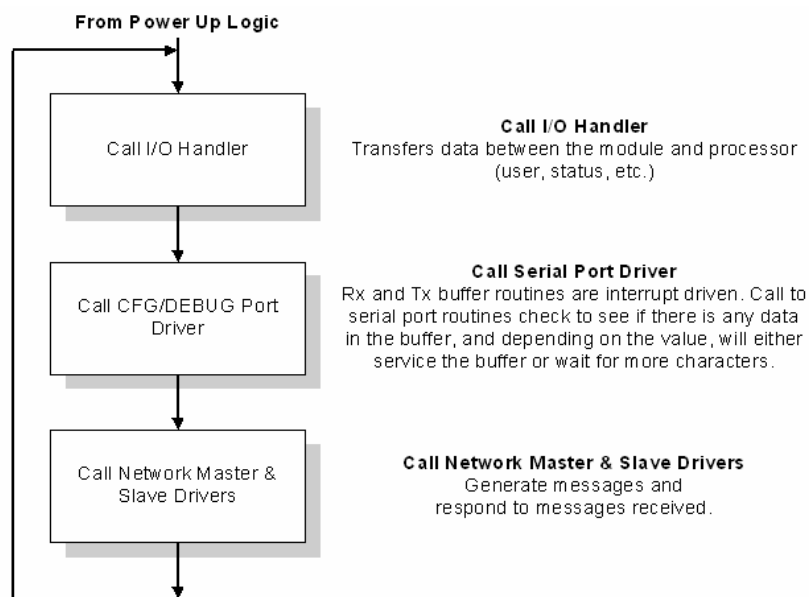 From Power Up Logic
Call I/O Handler
Call I/O Handler
Transfers data between the module and processor
(user, status, etc.)
Call CFG/DEBUG Port
Driver
Call Serial Port Driver
Rx and Tx buffer routines are interrupt driven. Call to
serial port routines check to see if there is any data
in the buffer, and depending on the value, will either
service the buffer or wait for more characters.
Call Network Master &
Slave Drivers
Call Network Master & Slave Drivers
Generate messages and
respond to messages received.